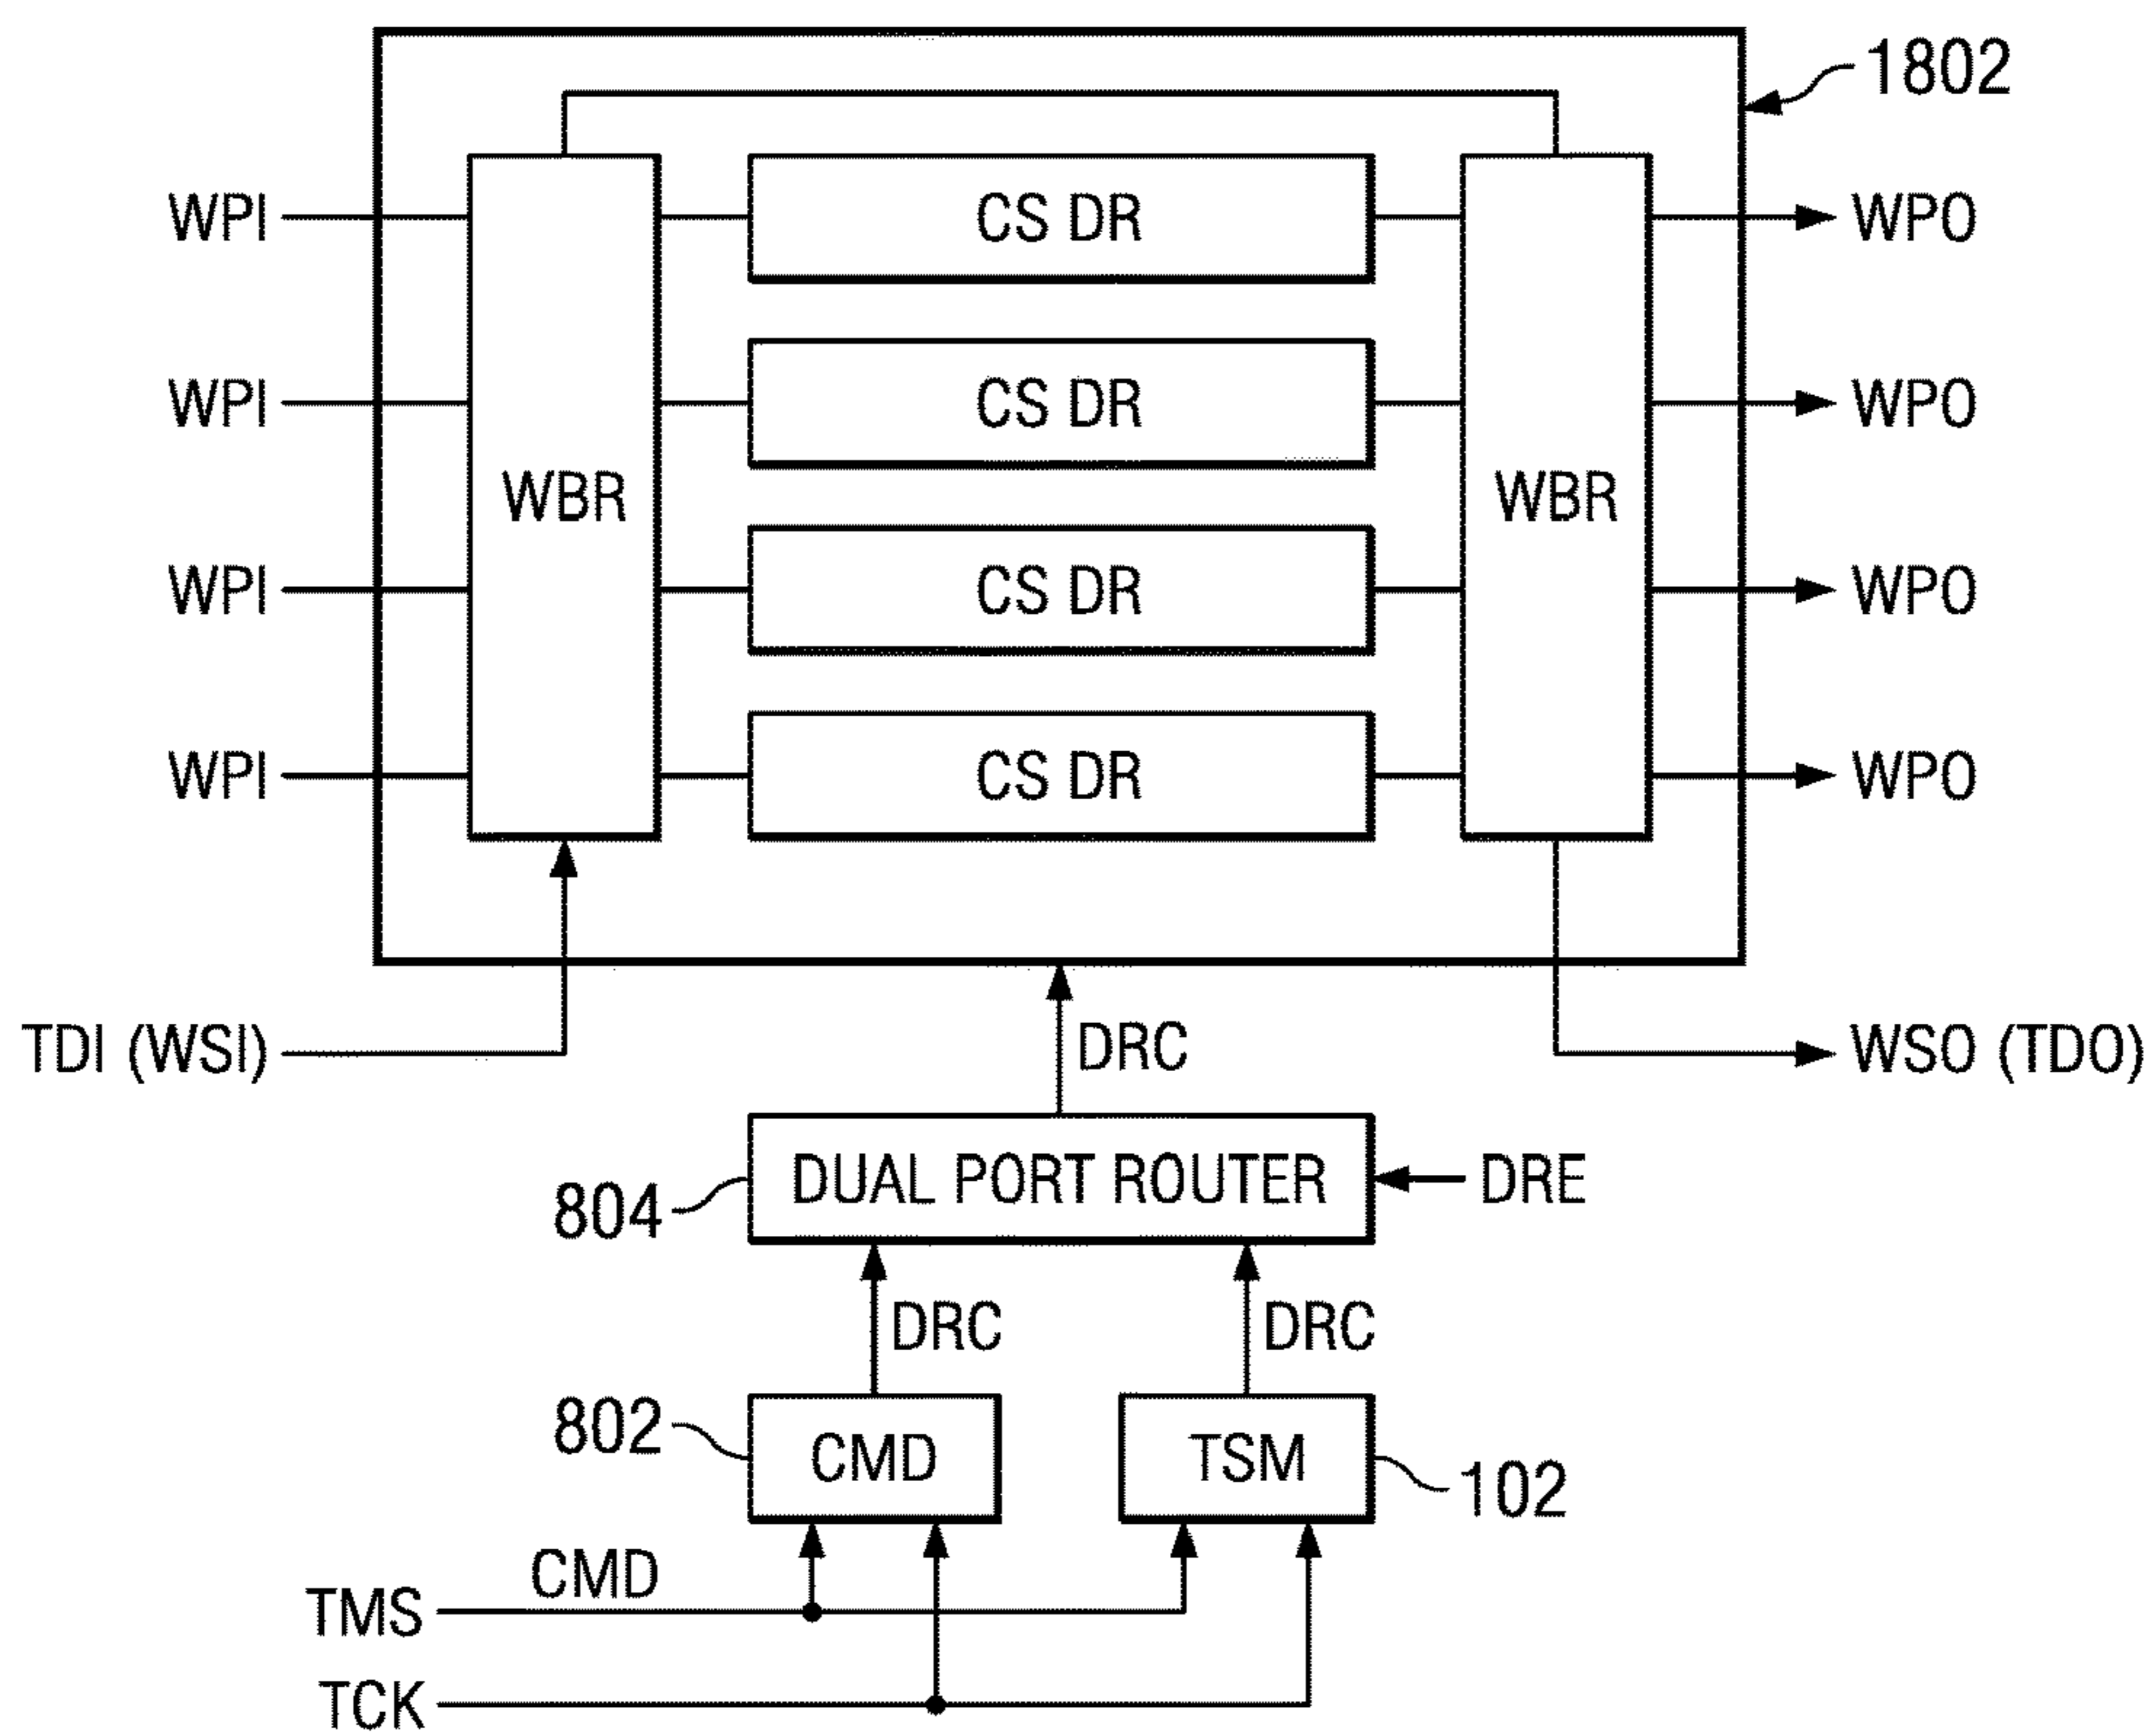 1802
WPI CS DR WPO
WPI CS DR WPO
WBR WBR
WPI CS DR WPO
WPI CS DR WPO
TDI (WSI) DRC WSO (TDO)
804 DUAL PORT ROUTER DRE
DRC DRC
802 CMD TSM 102
CMD
TMS
TCK